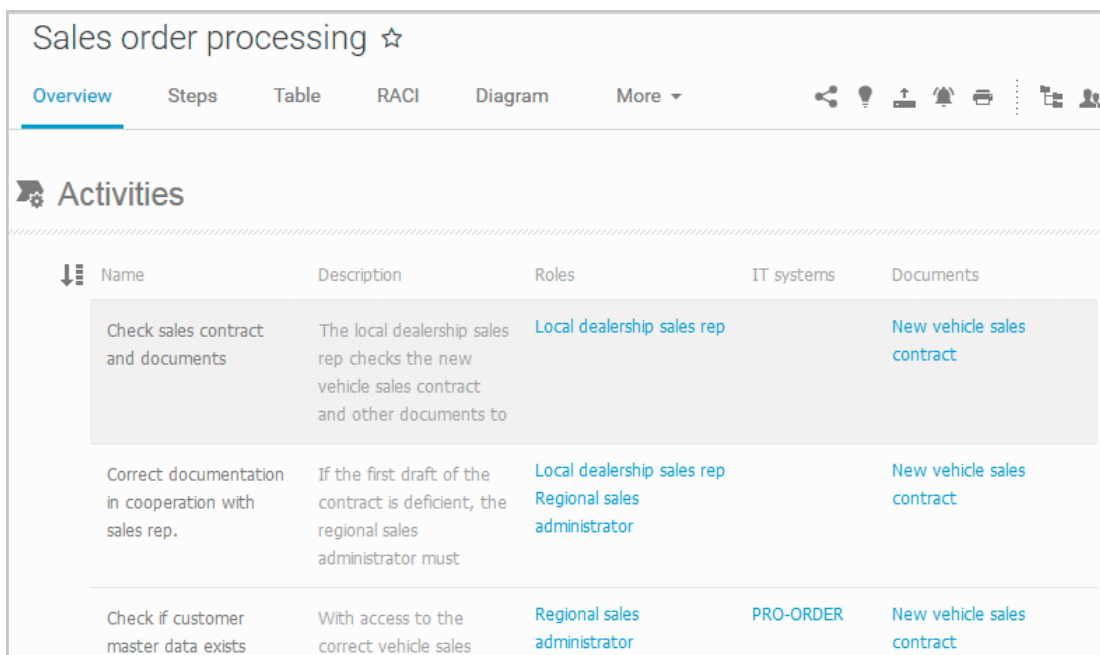 Sales order processing
Overview Steps Table RACI Diagram More
Activities
Name Description Roles IT systems Documents
Check sales contract
and documents
The local dealership sales
rep checks the new
vehicle sales contract
and other documents to
Local dealership sales rep
New vehicle sales
contract
Correct documentation
in cooperation with
sales rep.
If the first draft of the
contract is deficient, the
regional sales
administrator must
Local dealership sales rep
Regional sales
administrator
New vehicle sales
contract
Check if customer
master data exists
With access to the
correct vehicle sales
Regional sales
administrator
PRO-ORDER
New vehicle sales
contract